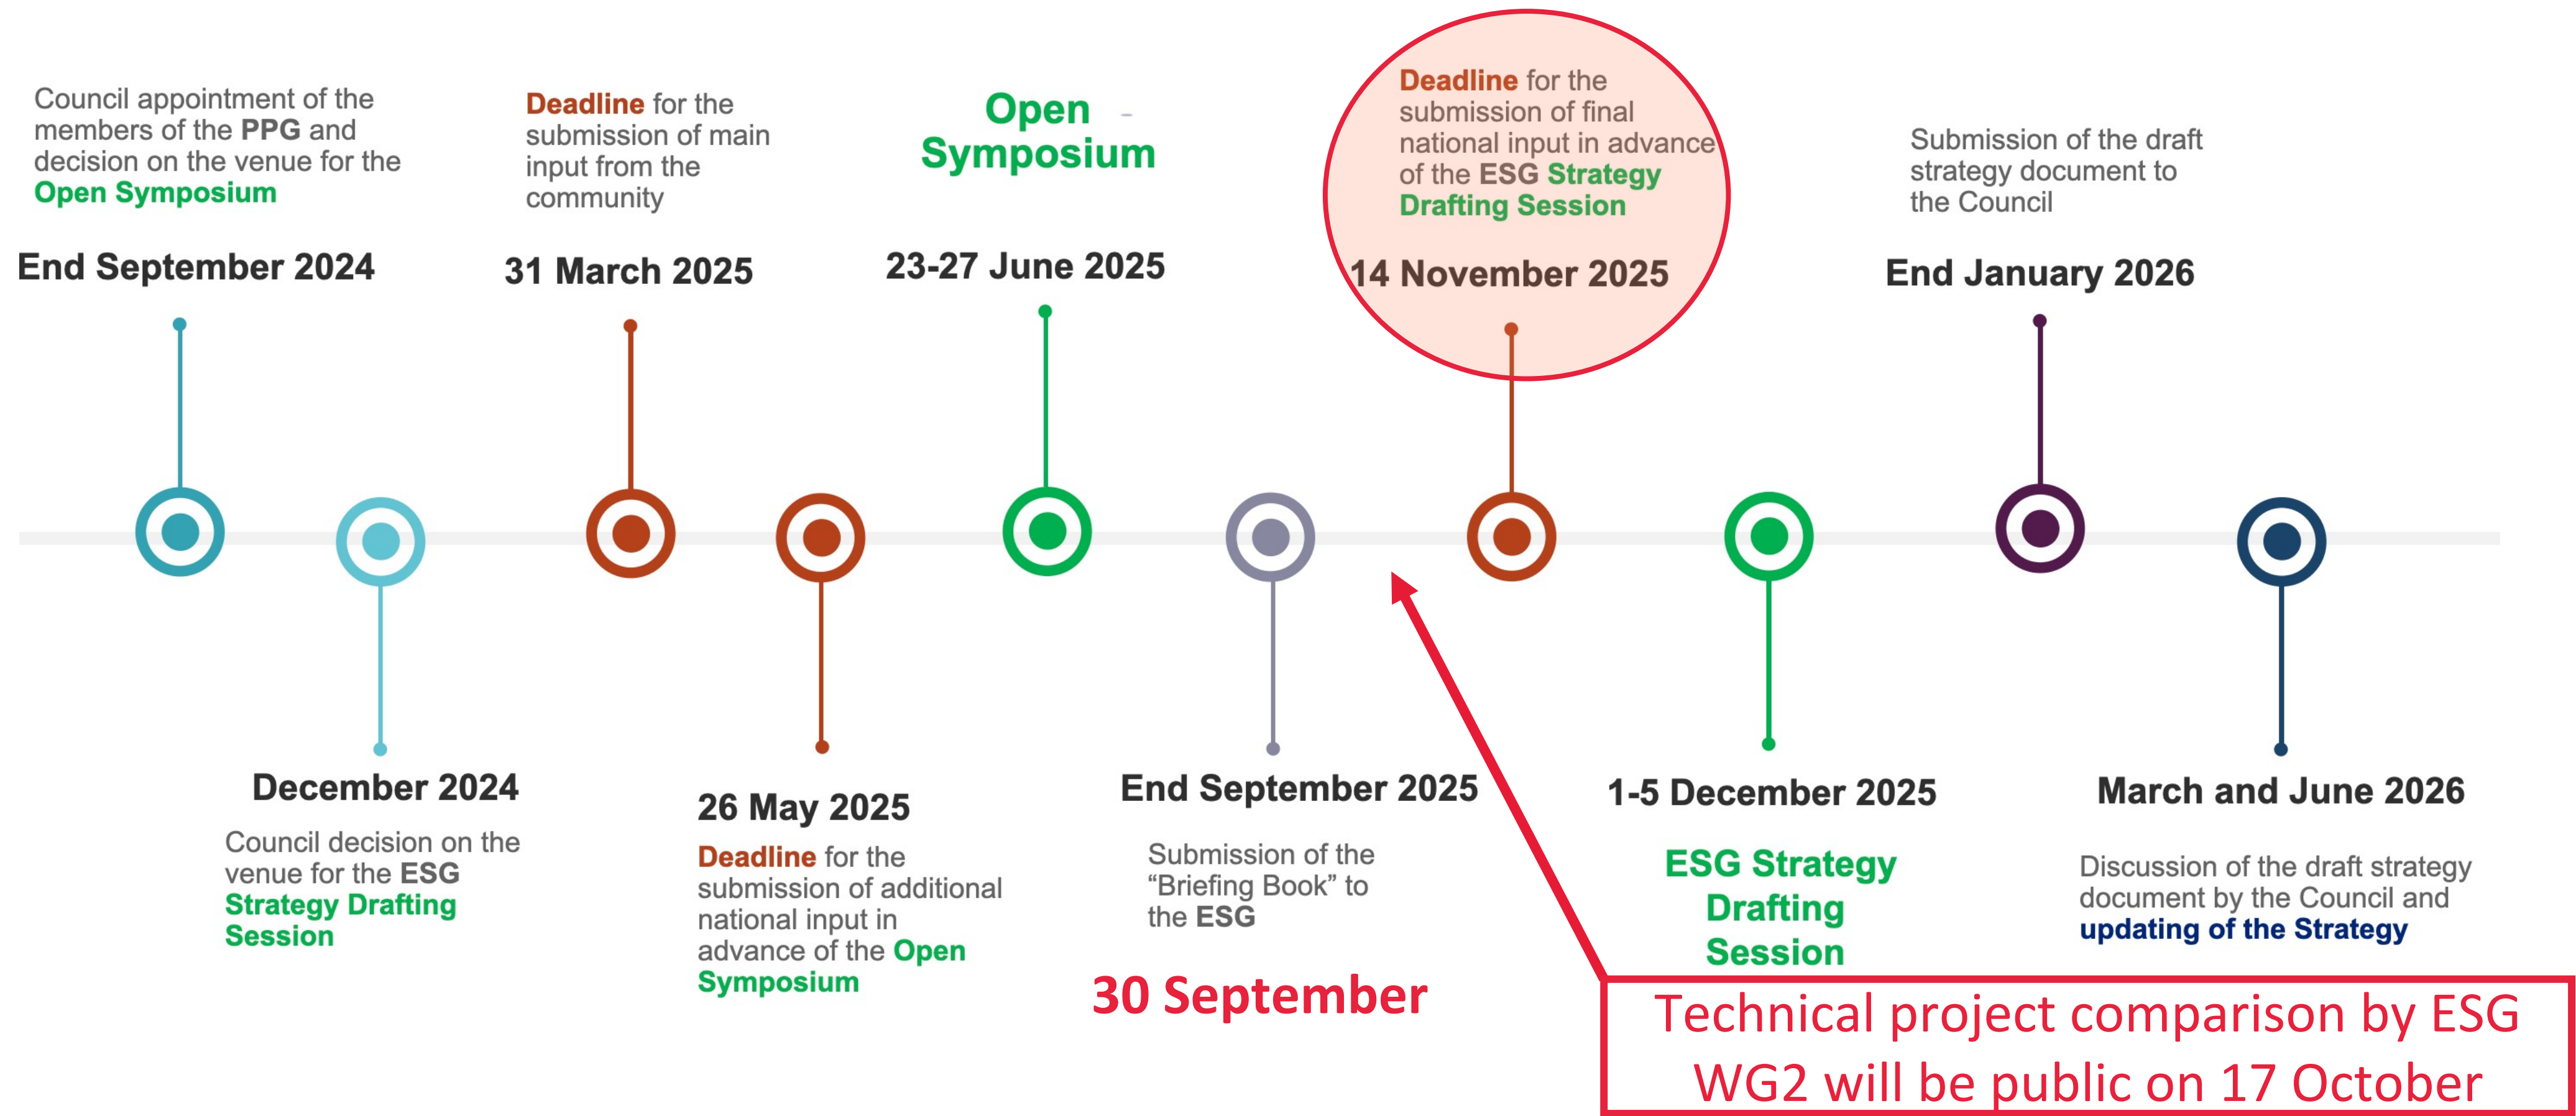 Council appointment of the
members of the PPG and
decision on the venue for the
Open Symposium
End September 2024
Deadline for the
submission of main
input from the
community
31 March 2025
Open
Symposium
23-27 June 2025
Deadline for the
submission of final
national input in advance
of the ESG Strategy
Drafting Session
14 November 2025
Submission of the draft
strategy document to
the Council
End January 2026
December 2024
Council decision on the
venue for the ESG
Strategy Drafting
Session
26 May 2025
Deadline for the
submission of additional
national input in
advance of the Open
Symposium
End September 2025
Submission of the
“Briefing Book” to
the ESG
30 September
1-5 December 2025
ESG Strategy
Drafting
Session
March and June 2026
Discussion of the draft strategy
document by the Council and
updating of the Strategy
Technical project comparison by ESG
WG2 will be public on 17 October